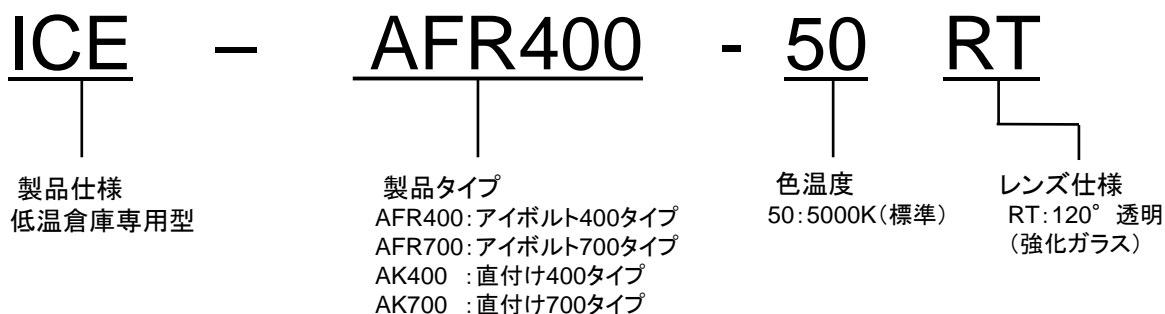 ICE – AFR400 - 50 RT
製品仕様
低温倉庫専用型
製品タイプ
AFR400:アイボルト400タイプ
AFR700:アイボルト700タイプ
AK400 :直付け400タイプ
AK700 :直付け700タイプ
色温度
50:5000K(標準)
レンズ仕様
RT:120° 透明
(強化ガラス)